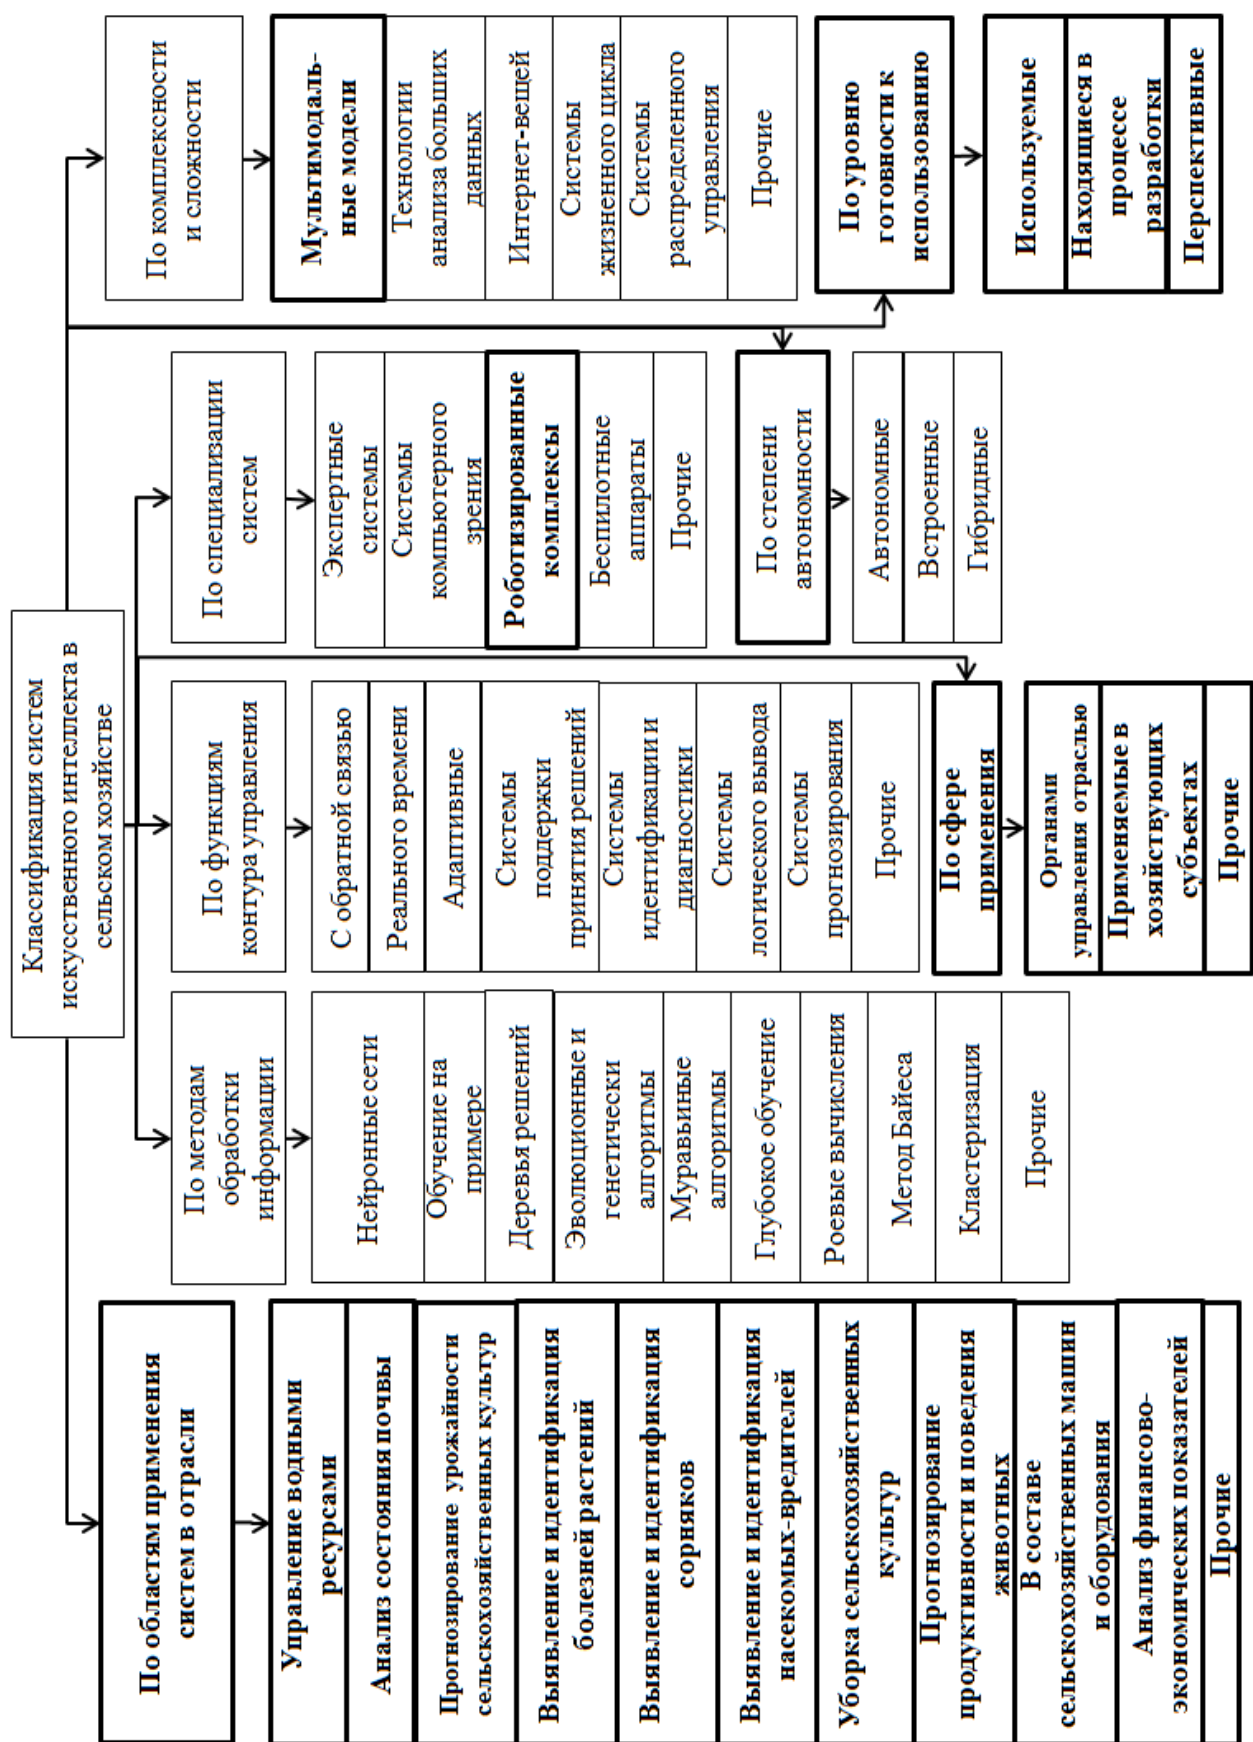 Классификация систем
искусственного интеллекта в
сельском хозяйстве
По областям применения
систем в отрасли
Управление водными
ресурсами
Анализ состояния почвы
Прогнозирование урожайности
сельскохозяйственных культур
Выявление и идентификация
болезней растений
Выявление и идентификация
сорняков
Выявление и идентификация
насекомых-вредителей
Уборка сельскохозяйственных
культур
Прогнозирование
продуктивности и поведения
животных
В составе
сельскохозяйственных машин
и оборудования
Анализ финансово-
экономических показателей
Прочие
По методам
обработки
информации
Нейронные сети
Обучение на
примере
Деревья решений
Эволюционные и
генетически
алгоритмы
Муравьиные
алгоритмы
Глубокое обучение
Роевые вычисления
Метод Байеса
Кластеризация
Прочие
По функциям
контура управления
С обратной связью
Реального времени
Адаптивные
Системы
поддержки
принятия решений
Системы
идентификации и
диагностики
Системы
логического вывода
Системы
прогнозирования
Прочие
По сфере
применения
Органами
управления отраслью
Применяемые в
хозяйствующих
субъектах
Прочие
По специализации
систем
Экспертные
системы
Системы
компьютерного
зрения
Роботизированные
комплексы
Беспилотные
аппараты
Прочие
По степени
автономности
Автономные
Встроенные
Гибридные
По комплексности
и сложности
Мультимодаль-
ные модели
Технологии
анализа больших
данных
Интернет-вещей
Системы
жизненного цикла
Системы
распределенного
управления
Прочие
По уровню
готовности к
использованию
Используемые
Находящиеся в
процессе
разработки
Перспективные